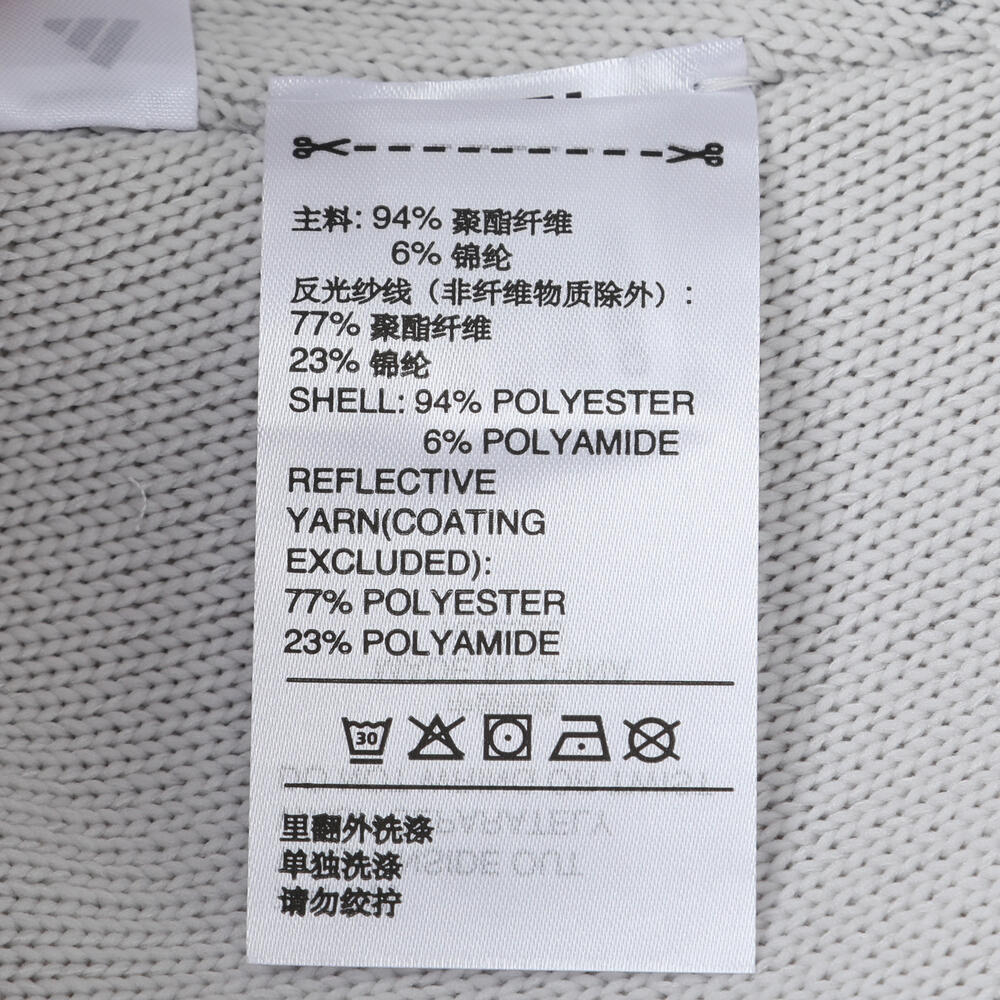 主料: 94% 聚酯纤维
6% 锦纶
反光纱线（非纤维物质除外）:
77% 聚酯纤维
23% 锦纶
SHELL: 94% POLYESTER
6% POLYAMIDE
REFLECTIVE
YARN(COATING
EXCLUDED):
77% POLYESTER
23% POLYAMIDE
30
里翻外洗涤
单独洗涤
请勿绞拧